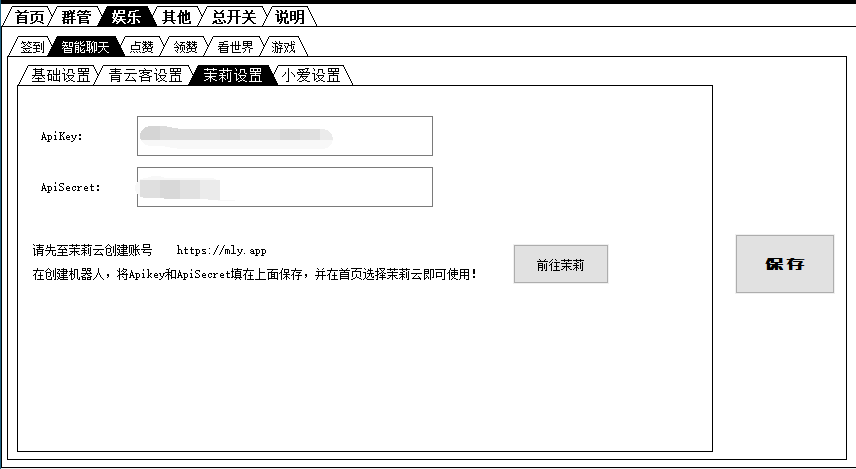 首页 群管 娱乐 其他 总开关 说明
签到 智能聊天 点赞 领赞 看世界 游戏
基础设置 青云客设置 茉莉设置 小爱设置
ApiKey:
ApiSecret:
请先至茉莉云创建账号 https://mly.app
在创建机器人，将Apikey和ApiSecret填在上面保存，并在首页选择茉莉云即可使用！
前往茉莉
保存